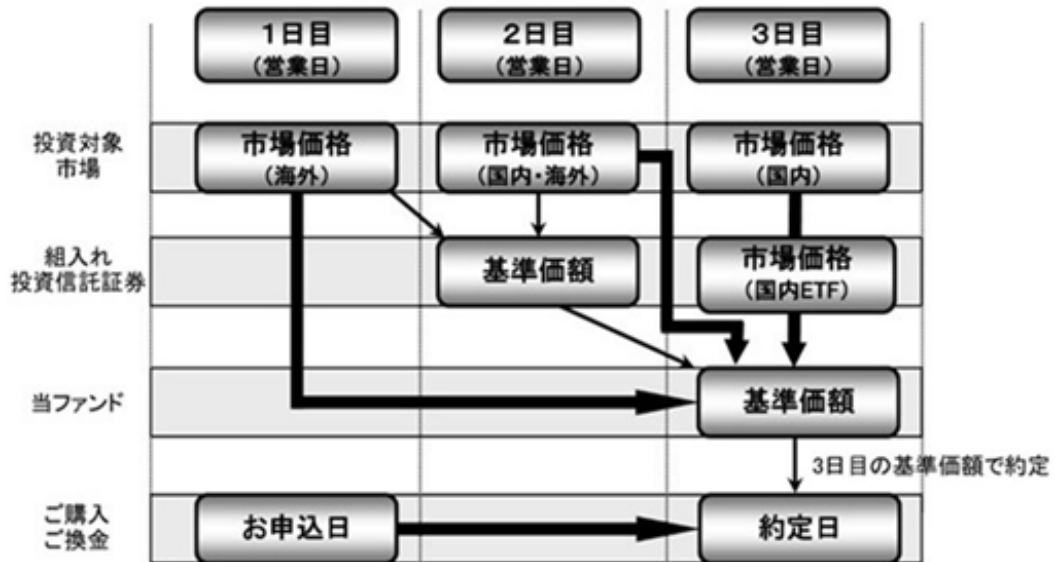 1日目
(営業日)
2日目
(営業日)
3日目
(営業日)
投資対象
市場
市場価格
(海外)
市場価格
(国内・海外)
市場価格
(国内)
組入れ
投資信託証券
基準価額
市場価格
(国内ETF)
当ファンド
基準価額
3日目の基準価額で約定
ご購入
ご換金
お申込日
約定日